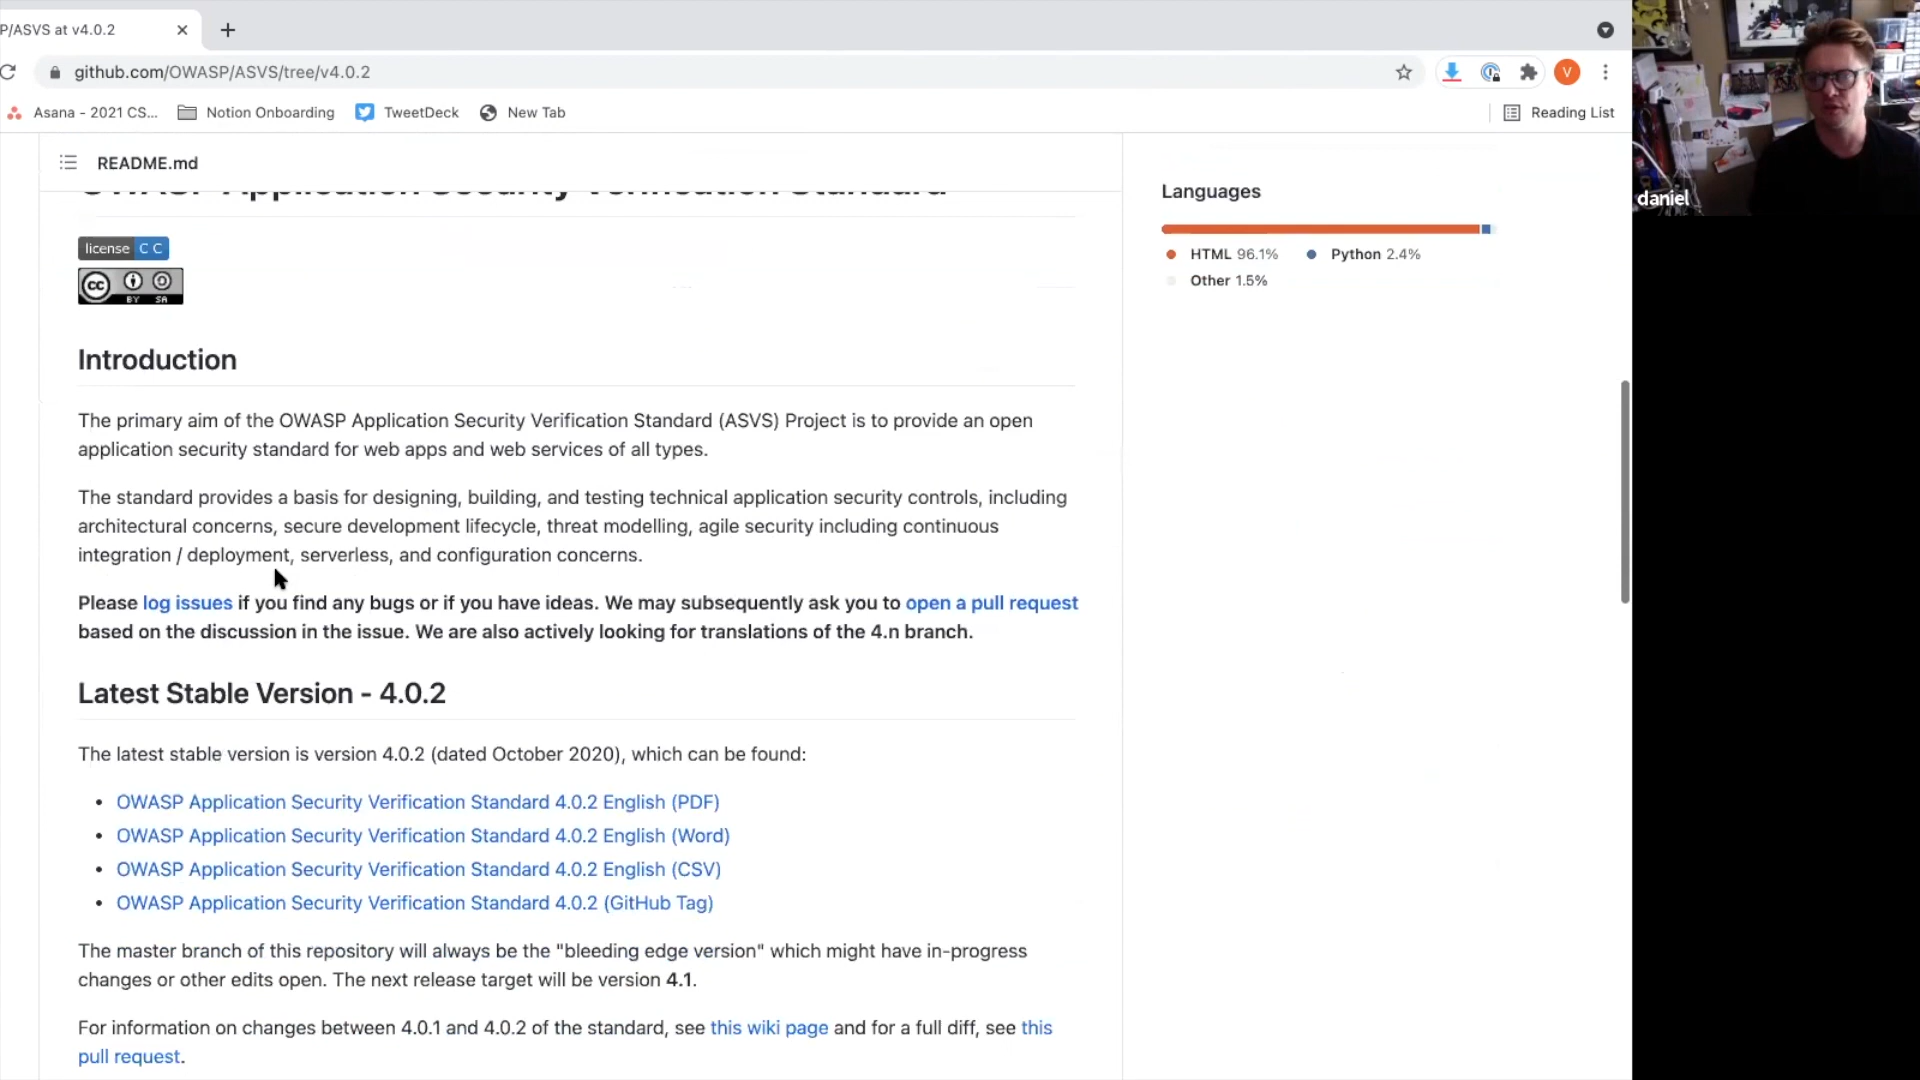 P/ASVS at v4.0.2
github.com/OWASP/ASVS/tree/v4.0.2
V
Asana - 2021 CS...
Notion Onboarding
TweetDeck
New Tab
Reading List
README.md
OWASP Application Security Verification Standard
license CC
cc BY SA
Introduction
The primary aim of the OWASP Application Security Verification Standard (ASVS) Project is to provide an open
application security standard for web apps and web services of all types.
The standard provides a basis for designing, building, and testing technical application security controls, including
architectural concerns, secure development lifecycle, threat modelling, agile security including continuous
integration / deployment, serverless, and configuration concerns.
Please log issues if you find any bugs or if you have ideas. We may subsequently ask you to open a pull request
based on the discussion in the issue. We are also actively looking for translations of the 4.n branch.
Latest Stable Version - 4.0.2
The latest stable version is version 4.0.2 (dated October 2020), which can be found:
• OWASP Application Security Verification Standard 4.0.2 English (PDF)
• OWASP Application Security Verification Standard 4.0.2 English (Word)
• OWASP Application Security Verification Standard 4.0.2 English (CSV)
• OWASP Application Security Verification Standard 4.0.2 (GitHub Tag)
The master branch of this repository will always be the "bleeding edge version" which might have in-progress
changes or other edits open. The next release target will be version 4.1.
For information on changes between 4.0.1 and 4.0.2 of the standard, see this wiki page and for a full diff, see this
pull request.
Languages
HTML 96.1%
Python 2.4%
Other 1.5%
daniel